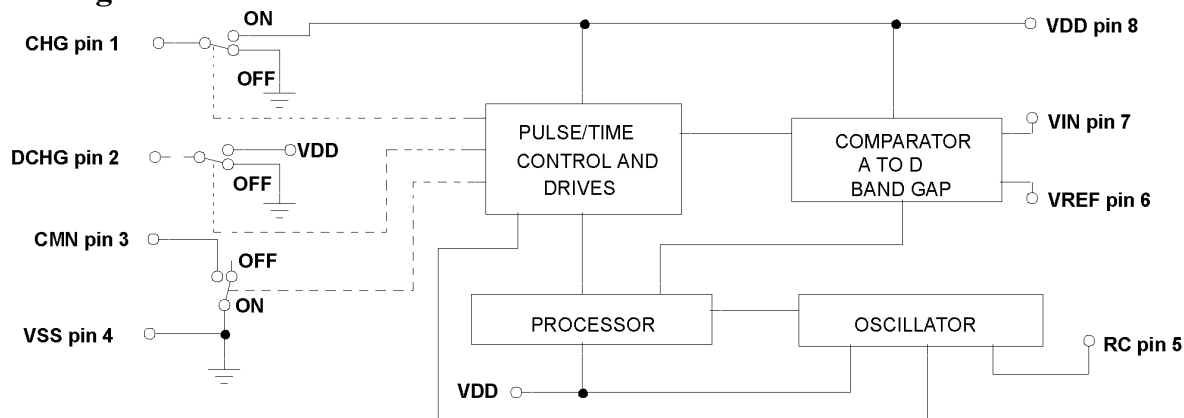 ON
VDD pin 8
CHG pin 1
OFF
PULSE/TIME
CONTROL AND
DRIVES
COMPARATOR
A TO D
BAND GAP
VIN pin 7
DCHG pin 2
VDD
OFF
VREF pin 6
CMN pin 3
OFF
ON
PROCESSOR
OSCILLATOR
VSS pin 4
RC pin 5
VDD